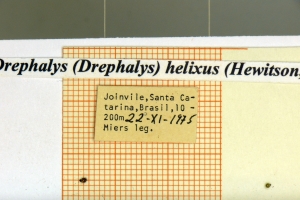 Drephalys (Drephalys) helixus (Hewitson,
Joinvile, Santa Ca-
tarina, Brasil, 10-
200m 22-XI-1975
Miers leg.